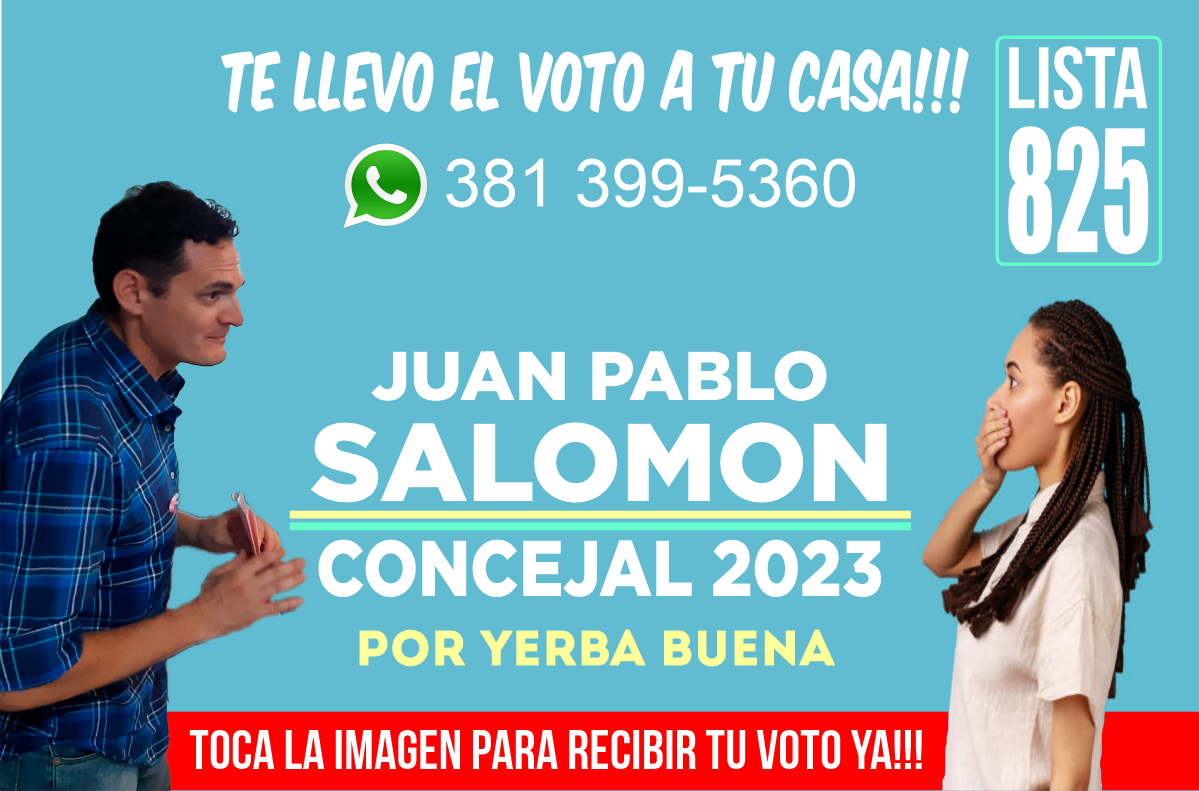 TE LLEVO EL VOTO A TU CASA!!!
381 399-5360
LISTA
825
JUAN PABLO
SALOMON
CONCEJAL 2023
POR YERBA BUENA
TOCA LA IMAGEN PARA RECIBIR TU VOTO YA!!!